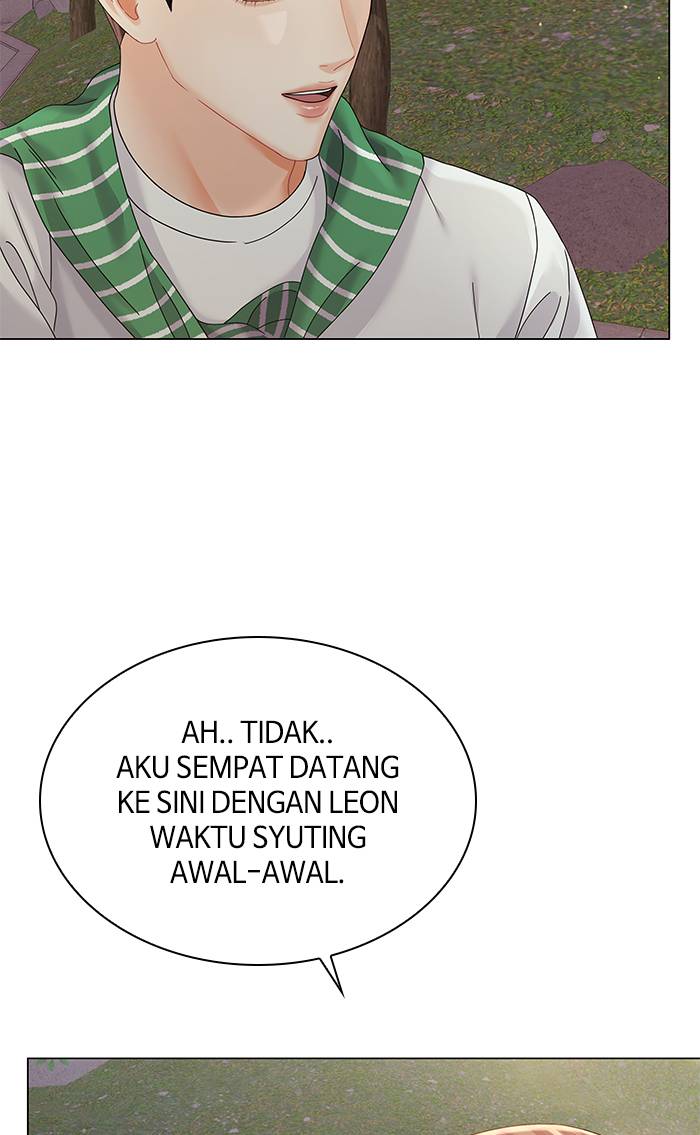 AH.. TIDAK..
AKU SEMPAT DATANG
KE SINI DENGAN LEON
WAKTU SYUTING
AWAL-AWAL.